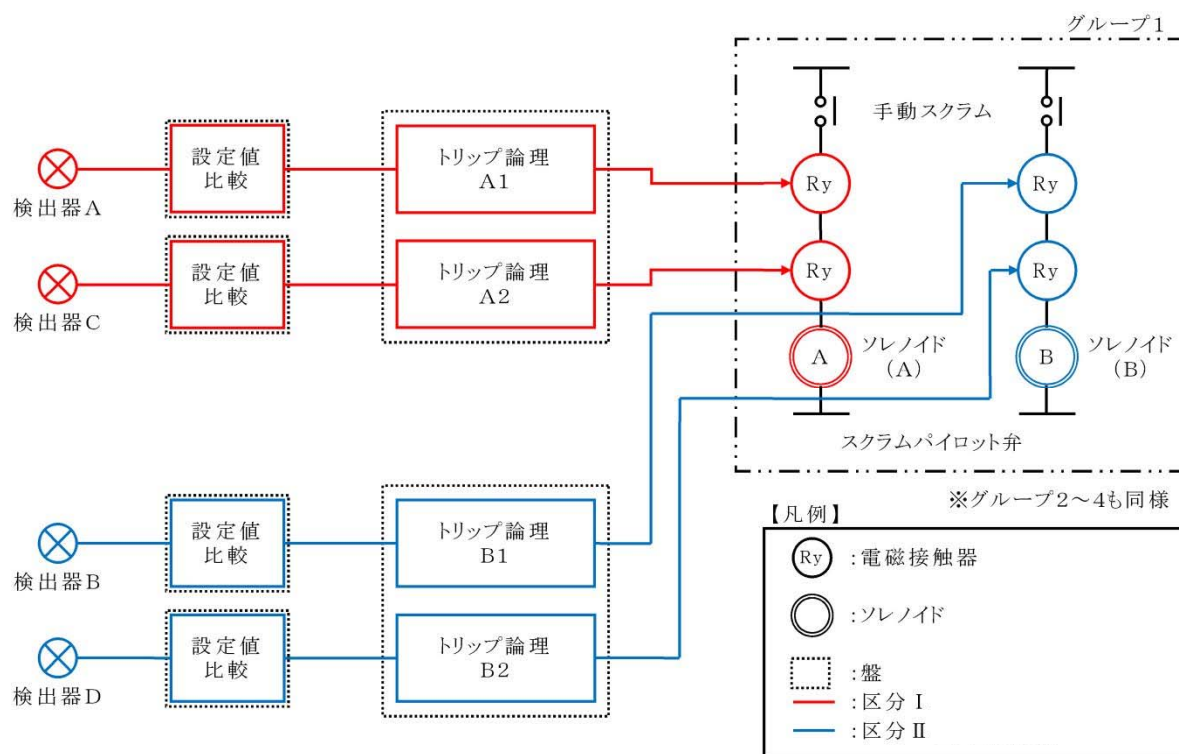 グループ1
手動スクラム
設定値
比較
トリップ論理
A1
Ry
Ry
検出器A
設定値
比較
トリップ論理
A2
Ry
Ry
検出器C
A
ソレノイド
(A)
B
ソレノイド
(B)
スクラムパイロット弁
※グループ2～4も同様
設定値
比較
トリップ論理
B1
検出器B
設定値
比較
トリップ論理
B2
検出器D
【凡例】
Ry :電磁接触器
:ソレノイド
:盤
:区分Ⅰ
:区分Ⅱ